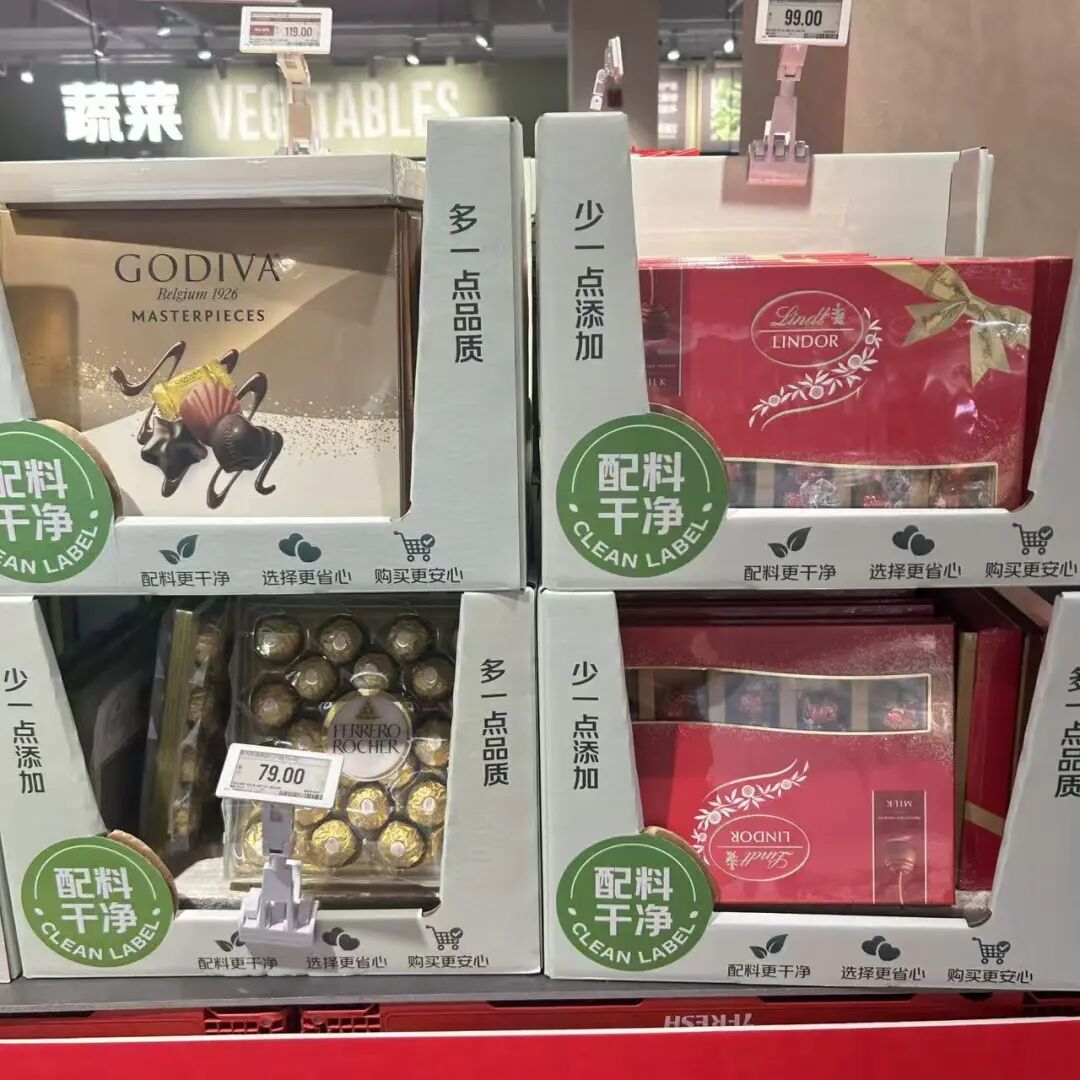 119.00
99.00
蔬菜 VEGETABLES
GODIVA
Belgium 1926
MASTERPIECES
多一点品质
少一点添加
Lindt
LINDOR
MILK
配料
干净
CLEAN LABEL
配料更干净 选择更省心 购买更安心
配料
干净
CLEAN LABEL
配料更干净 选择更省心 购买更安心
少一点添加
FERRERO
ROCHER
79.00
多一点品质
少一点添加
多一点品质
MILK
Lindt
LINDOR
配料
干净
CLEAN LABEL
配料更干净 选择更省心 购买更安心
配料
干净
CLEAN LABEL
配料更干净 选择更省心 购买更安心
7FRESH